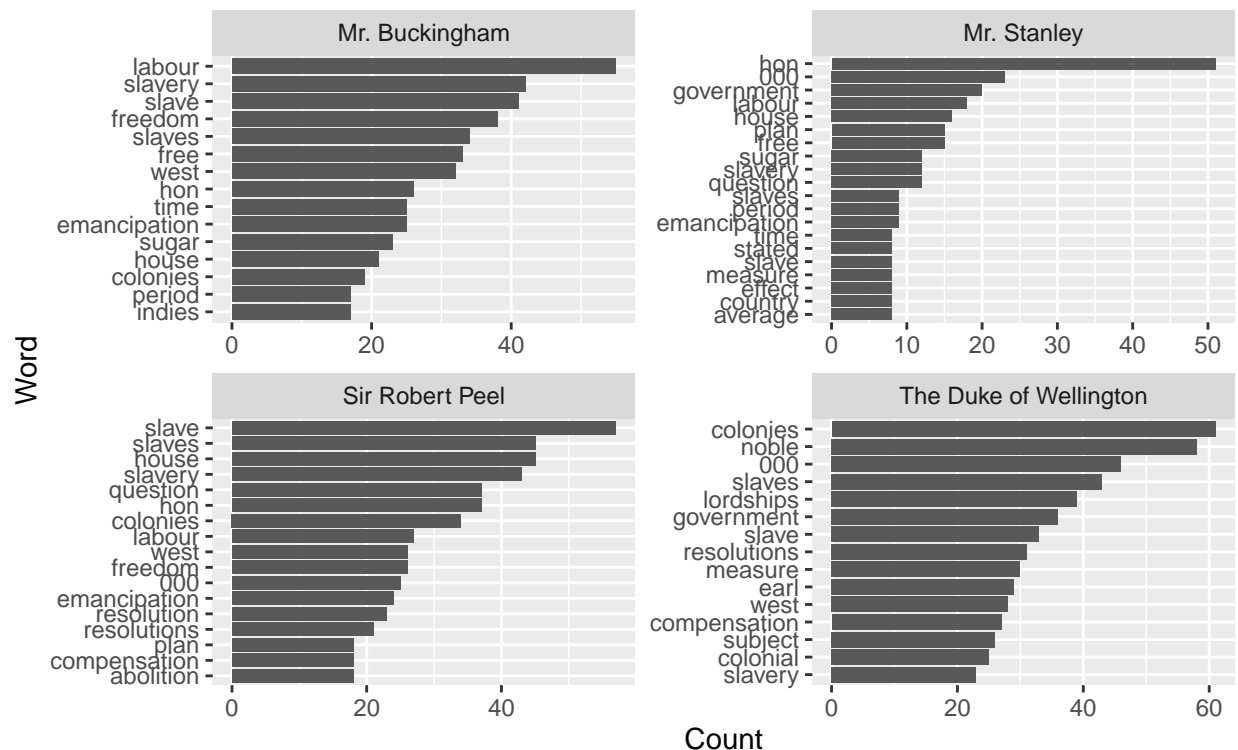 Mr. Buckingham
labour
slavery
slave
freedom
slaves
free
west
hon
time
emancipation
sugar
house
colonies
period
indies
0 20 40
Mr. Stanley
hon
000
government
labour
house
plan
free
sugar
slavery
question
slaves
period
emancipation
time
stated
slave
measure
effect
country
average
0 10 20 30 40 50
Word
Sir Robert Peel
slave
slaves
house
slavery
question
hon
colonies
labour
west
freedom
000
emancipation
resolution
resolutions
plan
compensation
abolition
0 20 40
The Duke of Wellington
colonies
noble
000
slaves
lordships
government
slave
resolutions
measure
earl
west
compensation
subject
colonial
slavery
0 20 40 60
Count